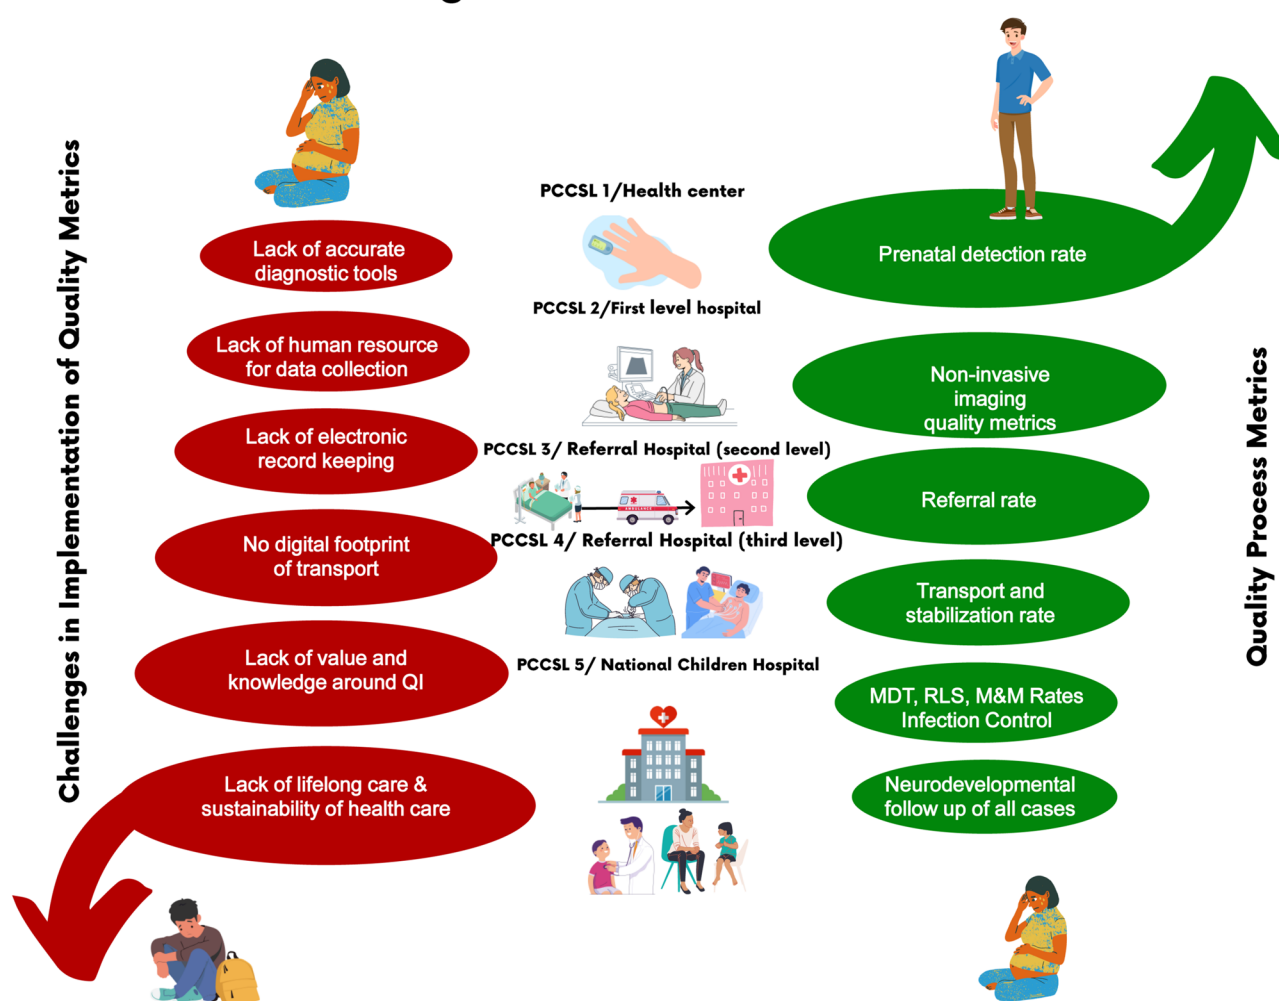 Challenges in Implementation of Quality Metrics
Lack of accurate
diagnostic tools
Lack of human resource
for data collection
Lack of electronic
record keeping
No digital footprint
of transport
Lack of value and
knowledge around QI
Lack of lifelong care &
sustainability of health care
PCCSL 1/Health center
PCCSL 2/First level hospital
PCCSL 3/ Referral Hospital (second level)
AMBULANCE
PCCSL 4/ Referral Hospital (third level)
PCCSL 5/ National Children Hospital
Prenatal detection rate
Non-invasive
imaging
quality metrics
Referral rate
Transport and
stabilization rate
MDT, RLS, M&M Rates
Infection Control
Neurodevelopmental
follow up of all cases
Quality Process Metrics